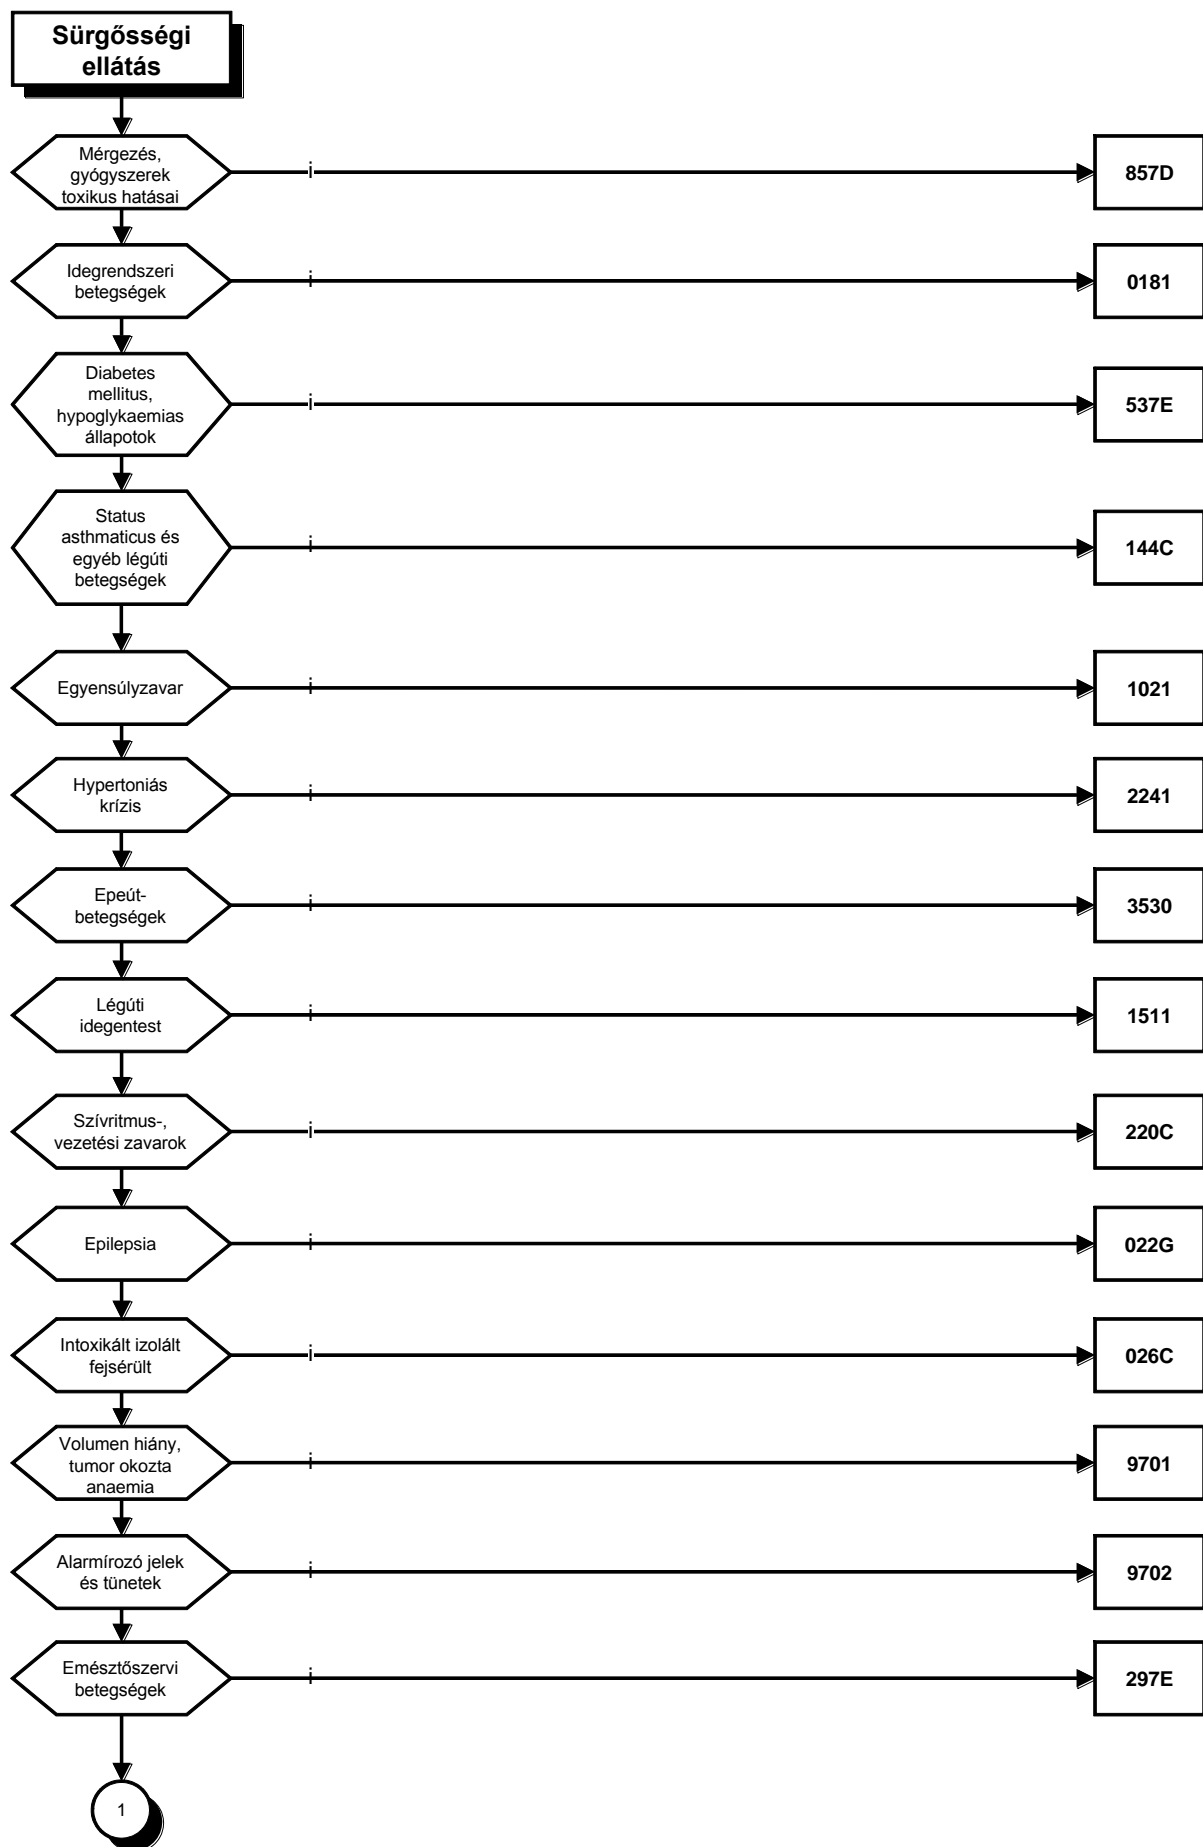 Sürgősségi
ellátás
Mérgezés,
gyógyszerek
toxikus hatásai
i
857D
Idegrendszeri
betegségek
i
0181
Diabetes
mellitus,
hypoglykaemias
állapotok
i
537E
Status
asthmaticus és
egyéb légúti
betegségek
i
144C
Egyensúlyzavar
i
1021
Hypertoniás
krízis
i
2241
Epeút-
betegségek
i
3530
Légúti
idegentest
i
1511
Szívritmus-,
vezetési zavarok
i
220C
Epilepsia
i
022G
Intoxikált izolált
fejsérült
i
026C
Volumen hiány,
tumor okozta
anaemia
i
9701
Alarmírozó jelek
és tünetek
i
9702
Emésztőszervi
betegségek
i
297E
1